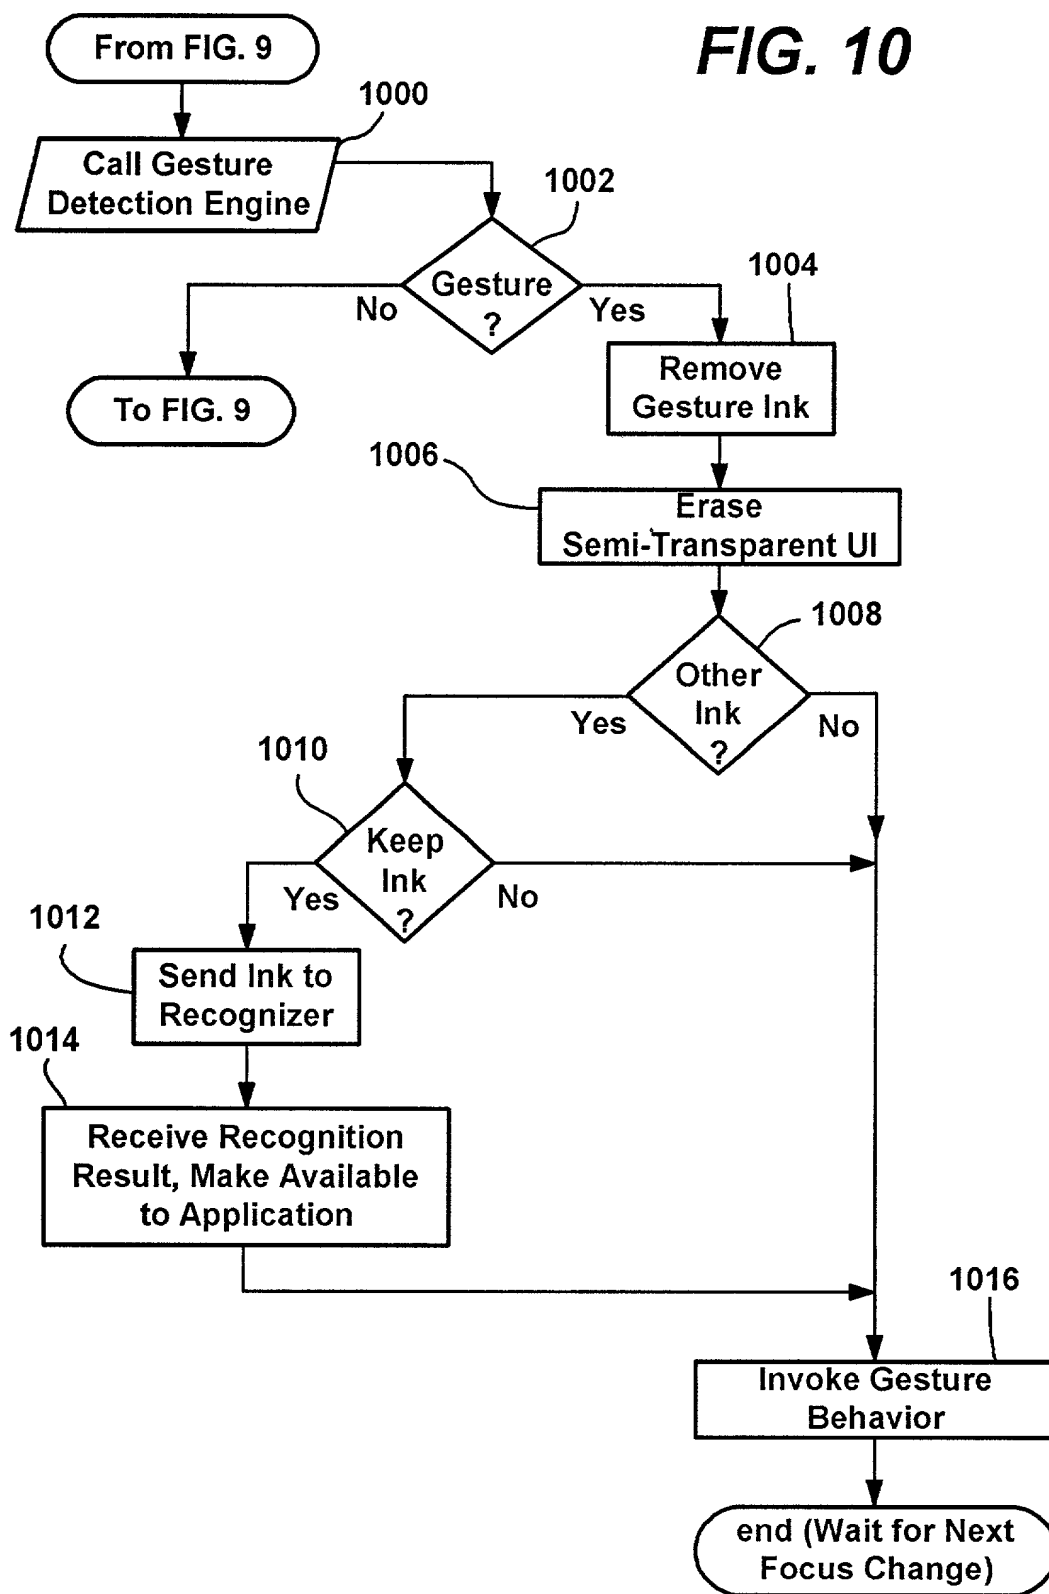 From FIG. 9
FIG. 10
1000
Call Gesture
Detection Engine
1002
Gesture
?
No
Yes
1004
To FIG. 9
Remove
Gesture Ink
1006
Erase
Semi-Transparent UI
1008
Other
Ink
?
Yes
No
1010
Keep
Ink
?
Yes
No
1012
Send Ink to
Recognizer
1014
Receive Recognition
Result, Make Available
to Application
1016
Invoke Gesture
Behavior
end (Wait for Next
Focus Change)